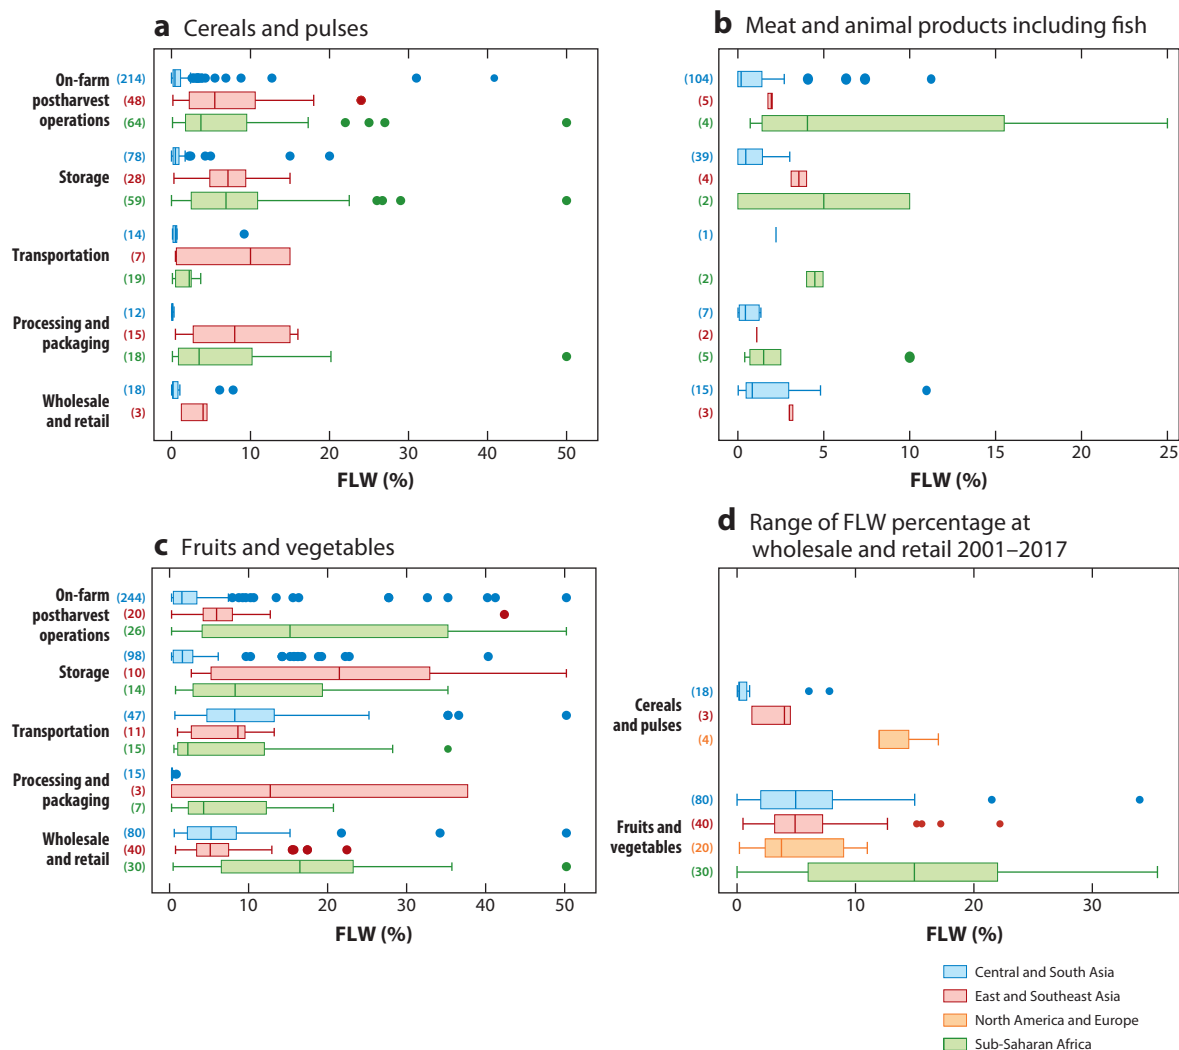 a Cereals and pulses
On-farm
postharvest
operations
(214)
(48)
(64)
Storage
(78)
(28)
(59)
Transportation
(14)
(7)
(19)
Processing and
packaging
(12)
(15)
(18)
Wholesale
and retail
(18)
(3)
0 10 20 30 40 50
FLW (%)
b Meat and animal products including fish
(104)
(5)
(4)
(39)
(4)
(2)
(1)
(2)
(7)
(2)
(5)
(15)
(3)
0 5 10 15 20 25
FLW (%)
c Fruits and vegetables
On-farm
postharvest
operations
(244)
(20)
(26)
Storage
(98)
(10)
(14)
Transportation
(47)
(11)
(15)
Processing and
packaging
(15)
(3)
(7)
Wholesale
and retail
(80)
(40)
(30)
0 10 20 30 40 50
FLW (%)
d Range of FLW percentage at
wholesale and retail 2001–2017
Cereals
and pulses
(18)
(3)
(4)
Fruits and
vegetables
(80)
(40)
(20)
(30)
0 10 20 30
FLW (%)
Central and South Asia
East and Southeast Asia
North America and Europe
Sub-Saharan Africa